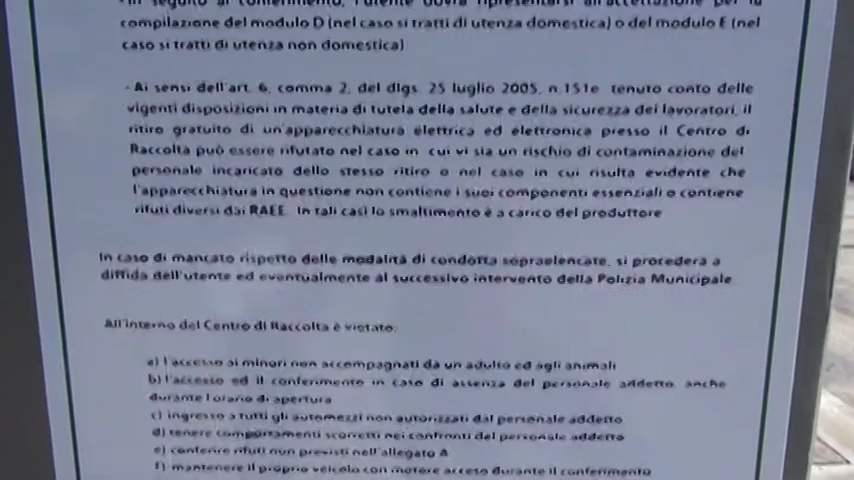 · In seguito al conferimento, l'utente dovrà ripresentarsi all'accettazione per la
compilazione del modulo D (nel caso si tratti di utenza domestica) o del modulo E (nel
caso si tratti di utenza non domestica)
· Ai sensi dell'art. 6, comma 2, del dlgs. 25 luglio 2005, n.151e tenuto conto delle
vigenti disposizioni in materia di tutela della salute e della sicurezza dei lavoratori, il
ritiro gratuito di un'apparecchiatura elettrica ed elettronica presso il Centro di
Raccolta può essere rifiutato nel caso in cui vi sia un rischio di contaminazione del
personale incaricato dello stesso ritiro o nel caso in cui risulta evidente che
l'apparecchiatura in questione non contiene i suoi componenti essenziali o contiene
rifiuti diversi dai RAEE. In tali casi lo smaltimento è a carico del produttore
In caso di mancato rispetto delle modalità di condotta sopraelencate, si procederà a
diffida dell'utente ed eventualmente al successivo intervento della Polizia Municipale.
All'interno del Centro di Raccolta è vietato:
a) l'accesso ai minori non accompagnati da un adulto ed agli animali
b) l'accesso ed il conferimento in caso di assenza del personale addetto, anche
durante l'orario di apertura
c) ingresso a tutti gli automezzi non autorizzati dal personale addetto
d) tenere comportamenti scorretti nei confronti del personale addetto
e) conferire rifiuti non previsti nell'allegato A
f) mantenere il proprio veicolo con motore acceso durante il conferimento